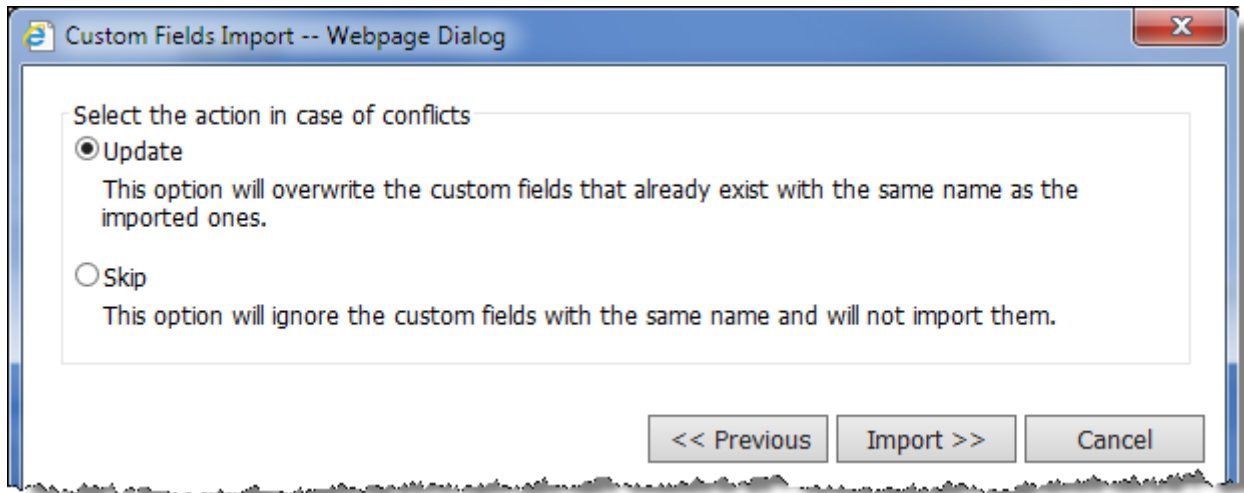 Custom Fields Import -- Webpage Dialog
Select the action in case of conflicts
Update
This option will overwrite the custom fields that already exist with the same name as the
imported ones.
Skip
This option will ignore the custom fields with the same name and will not import them.
<< Previous Import >> Cancel